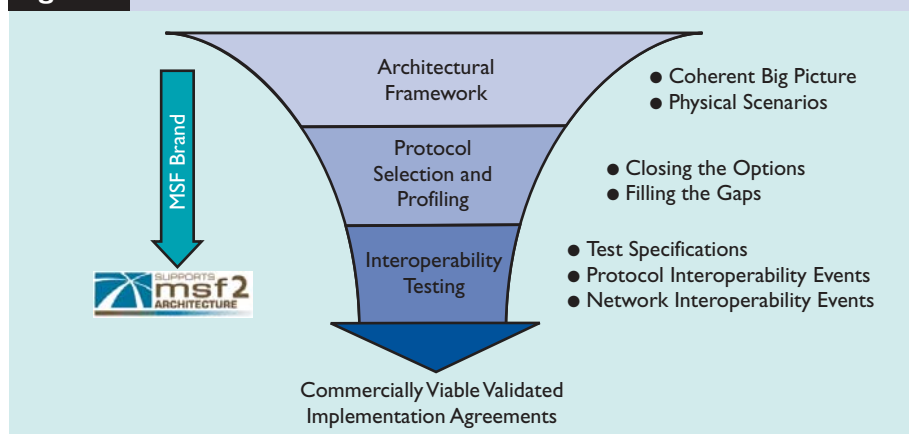 Architectural
Framework
● Coherent Big Picture
● Physical Scenarios
Protocol
Selection and
Profiling
● Closing the Options
● Filling the Gaps
Interoperability
Testing
● Test Specifications
● Protocol Interoperability Events
● Network Interoperability Events
MSF Brand
SUPPORTS
msf2
ARCHITECTURE
Commercially Viable Validated
Implementation Agreements